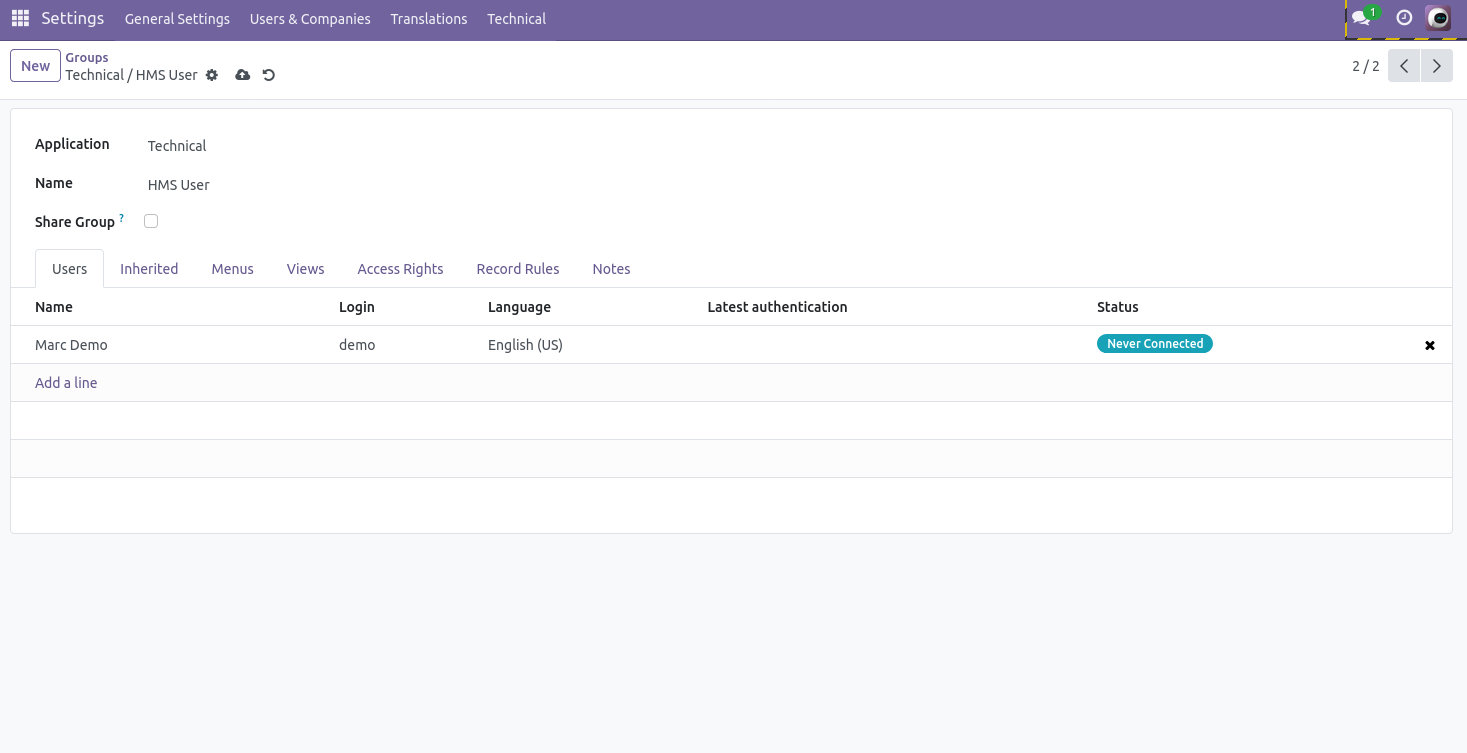 Settings General Settings Users & Companies Translations Technical 1
New Groups 2 / 2
Technical / HMS User
Application Technical
Name HMS User
Share Group ?
Users Inherited Menus Views Access Rights Record Rules Notes
Name Login Language Latest authentication Status
Marc Demo demo English (US) Never Connected
Add a line